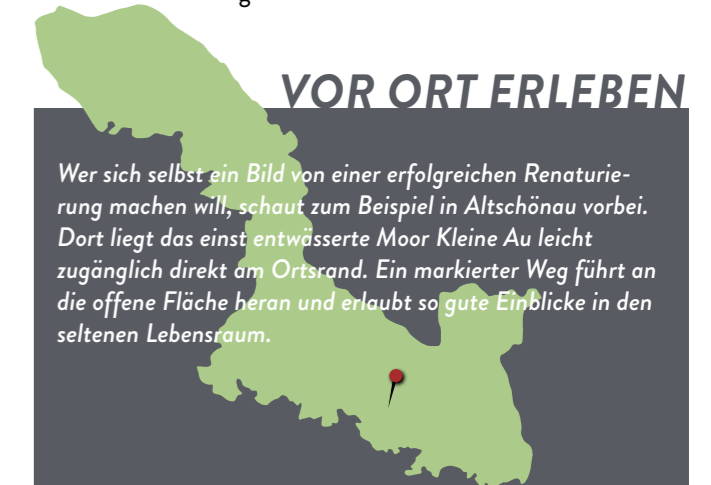 VOR ORT ERLEBEN
Wer sich selbst ein Bild von einer erfolgreichen Renaturie-
rung machen will, schaut zum Beispiel in Altschönau vorbei.
Dort liegt das einst entwässerte Moor Kleine Au leicht
zugänglich direkt am Ortsrand. Ein markierter Weg führt an
die offene Fläche heran und erlaubt so gute Einblicke in den
seltenen Lebensraum.